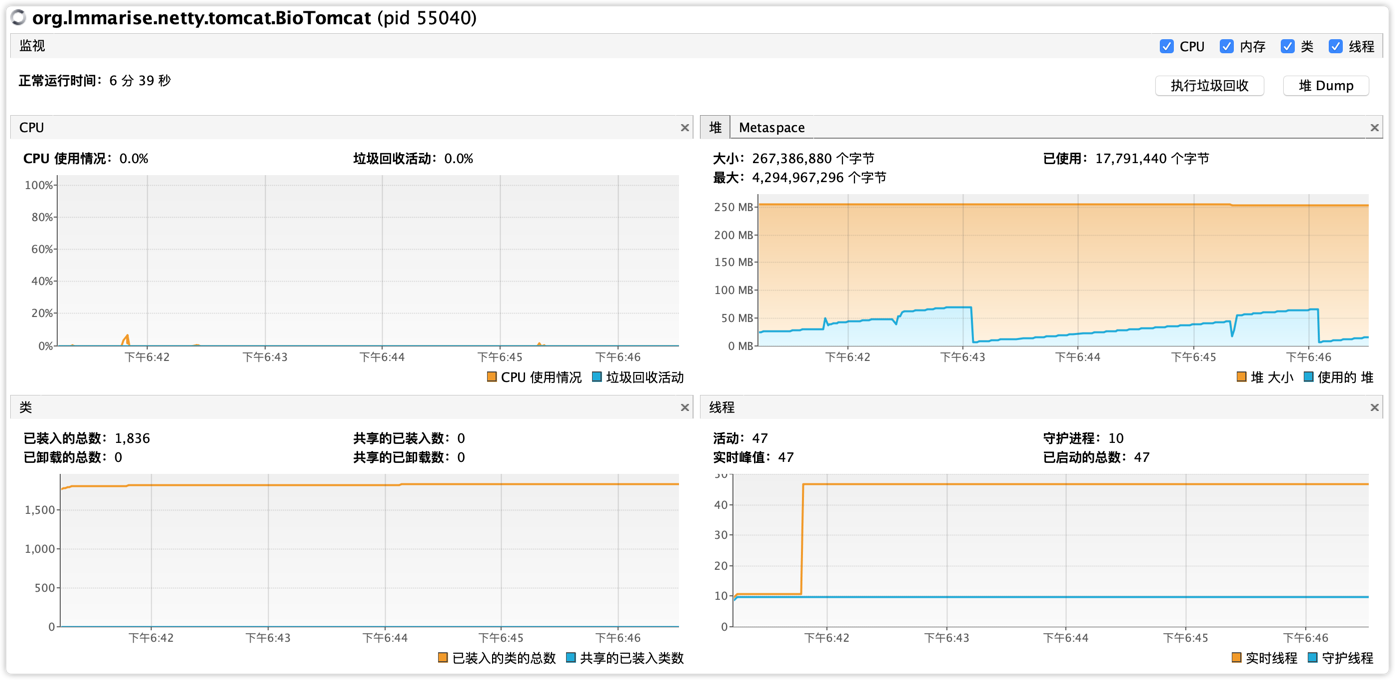 org.lmmarise.netty.tomcat.BioTomcat (pid 55040)
监视 CPU 内存 类 线程
正常运行时间：6 分 39 秒 执行垃圾回收 堆 Dump
CPU
CPU 使用情况：0.0% 垃圾回收活动：0.0%
100%
80%
60%
40%
20%
0%
下午6:42 下午6:43 下午6:44 下午6:45 下午6:46
CPU 使用情况 垃圾回收活动
堆 Metaspace
大小：267,386,880 个字节 已使用：17,791,440 个字节
最大：4,294,967,296 个字节
250 MB
200 MB
150 MB
100 MB
50 MB
0 MB
下午6:42 下午6:43 下午6:44 下午6:45 下午6:46
堆 大小 使用的 堆
类
已装入的总数：1,836 共享的已装入数：0
已卸载的总数：0 共享的已卸载数：0
1,500
1,000
500
0
下午6:42 下午6:43 下午6:44 下午6:45 下午6:46
已装入的类的总数 共享的已装入类数
线程
活动：47 守护进程：10
实时峰值：47 已启动的总数：47
50
40
30
20
10
0
下午6:42 下午6:43 下午6:44 下午6:45 下午6:46
实时线程 守护线程